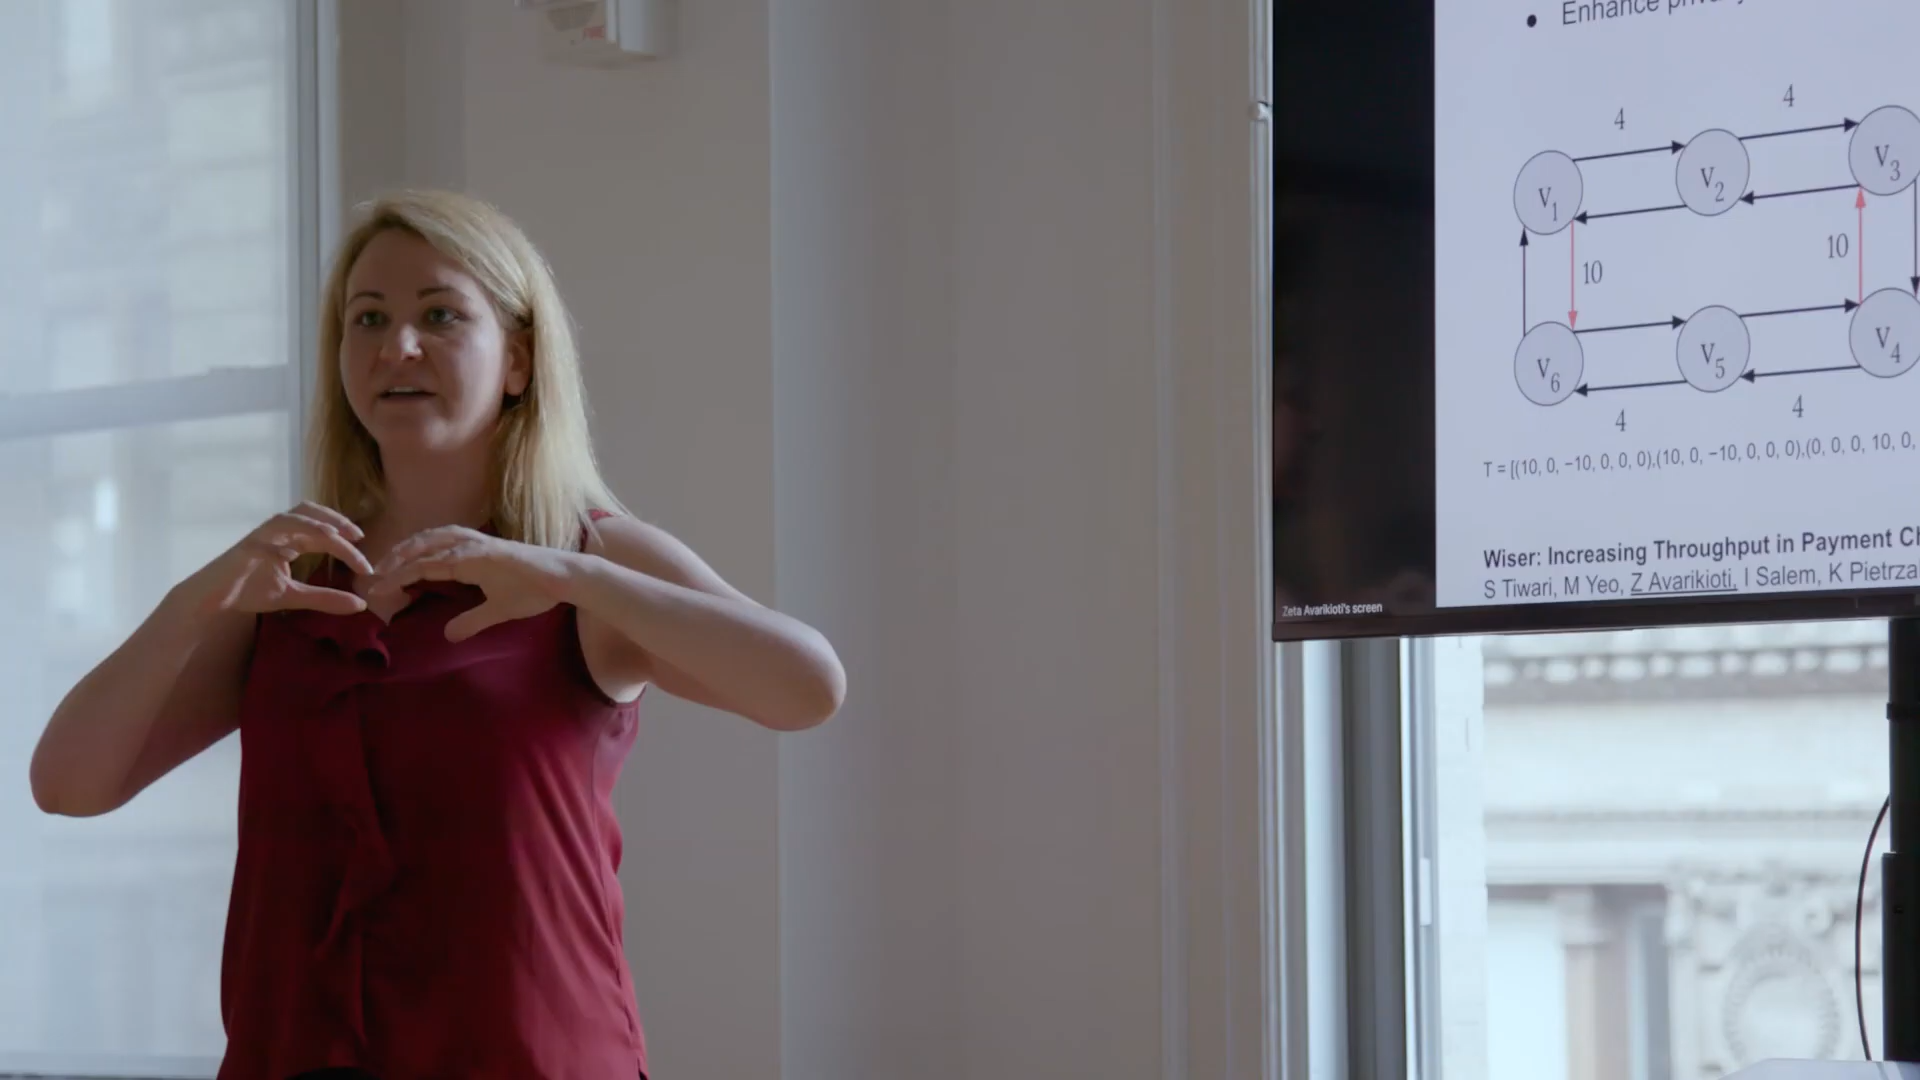 FIRE
Enhance
4
4
V1
V2
V3
10
10
V6
V5
V4
4
4
T = [(10, 0, −10, 0, 0, 0),(10, 0, −10, 0, 0, 0),(0, 0, 0, 10, 0,
Wiser: Increasing Throughput in Payment
S Tiwari, M Yeo, Z Avarikioti, I Salem, K
Zeta Avarikioti's screen